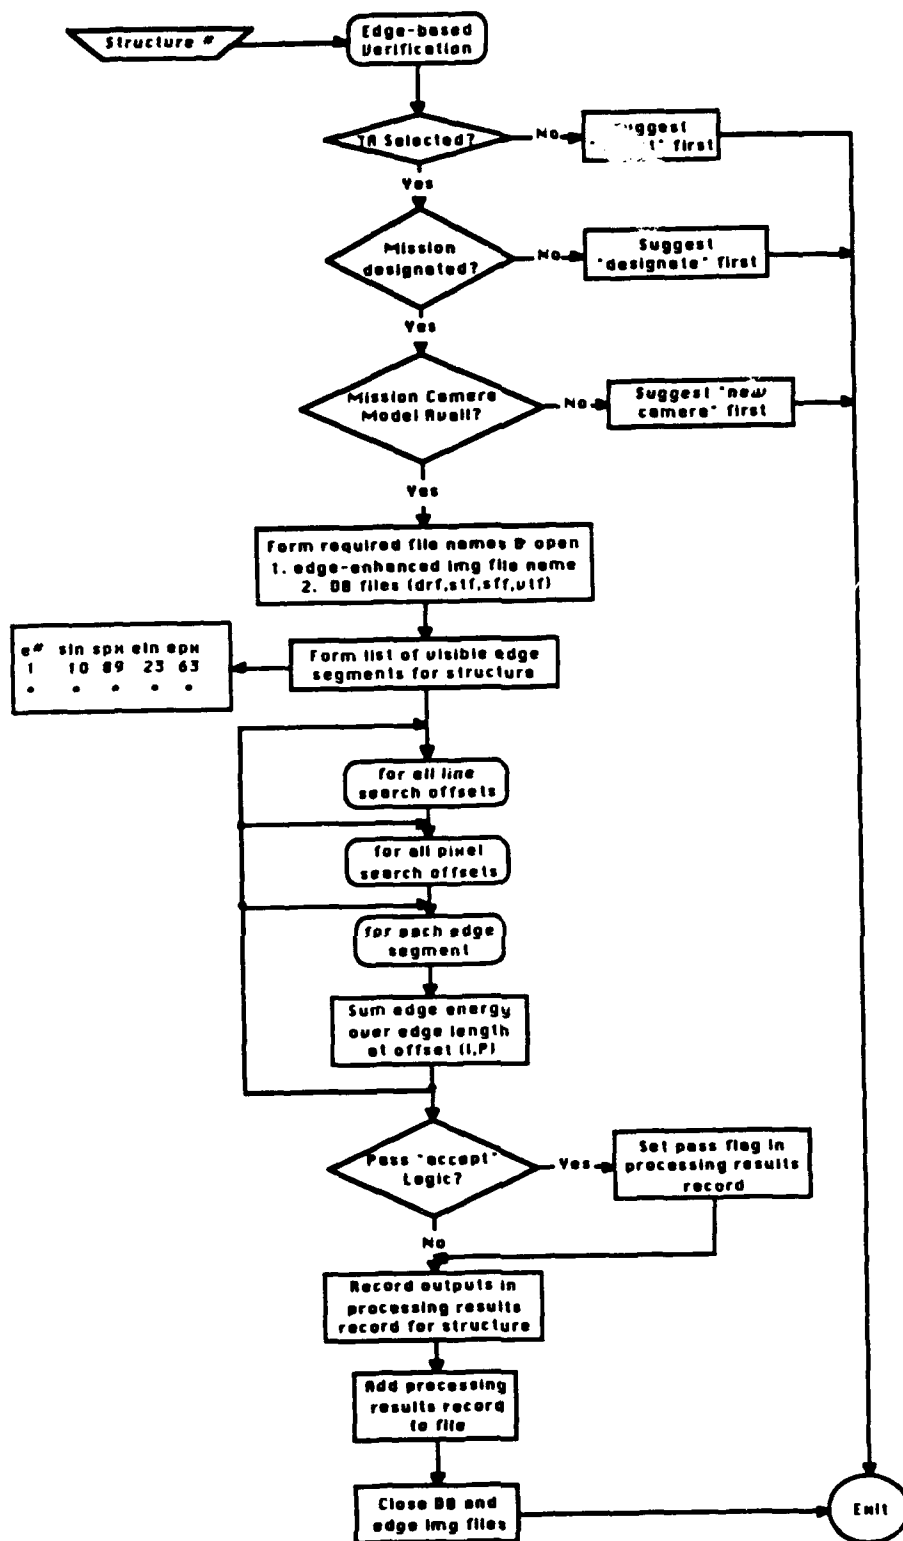 Structure #
Edge-based
Verification
TA Selected?
No
first
Yes
Mission
designated?
No
Suggest
"designate" first
Yes
Mission Camera
Model Avail?
No
Suggest "new
camera" first
Yes
Form required file names & open
1. edge-enhanced img file name
2. DB files (drf,stf,sff,vtf)
e# sln spx eln epx
1 10 89 23 63
• • • • •
Form list of visible edge
segments for structure
for all line
search offsets
for all pixel
search offsets
for each edge
segment
Sum edge energy
over edge length
at offset (l,P)
Pass "accept"
Logic?
Yes
Set pass flag in
processing results
record
No
Record outputs in
processing results
record for structure
Add processing
results record
to file
Close DB and
edge img files
Exit